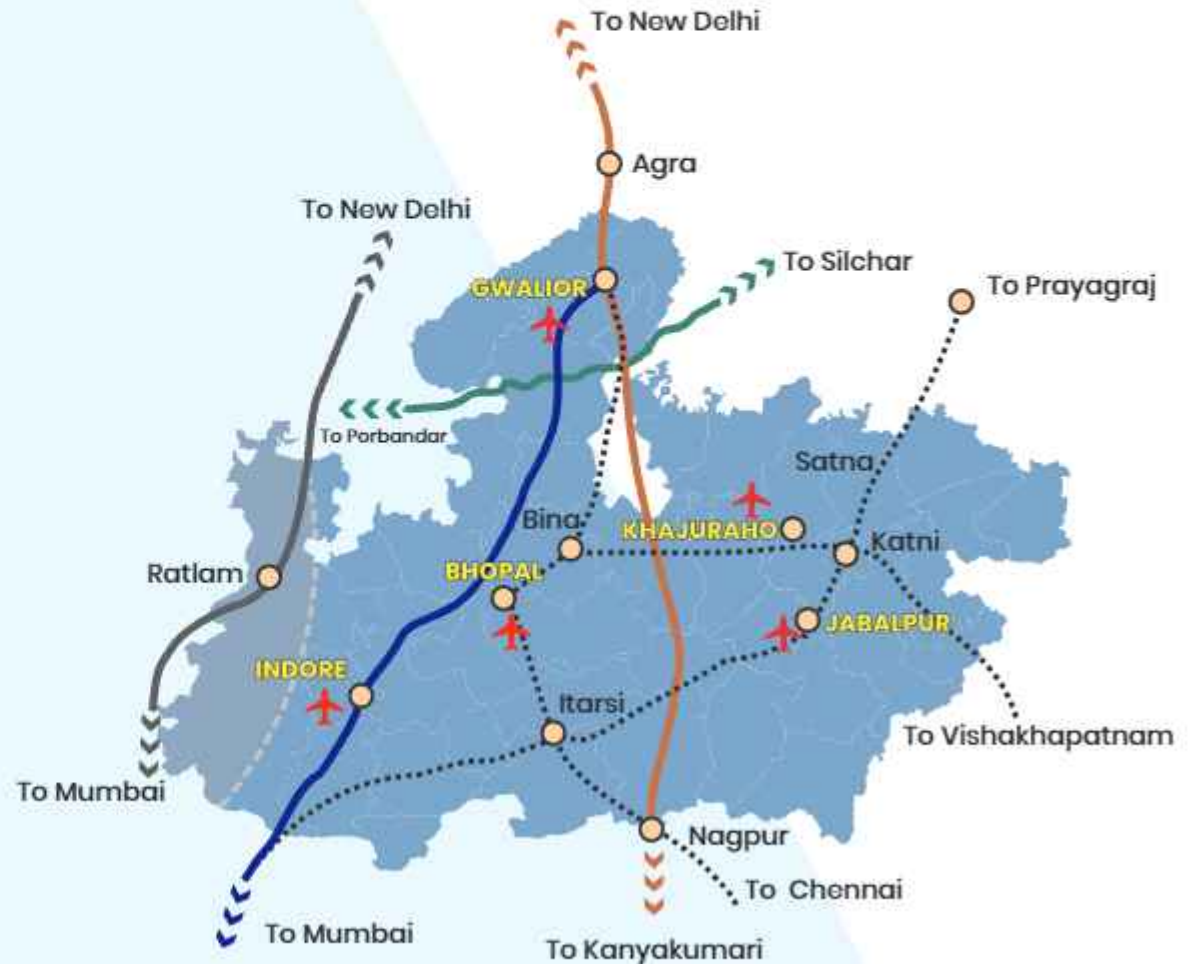 To New Delhi
Agra
To New Delhi
To Silchar
GWALIOR
To Prayagraj
To Porbandar
Satna
Bina
KHAJURAHO
Katni
Ratlam
BHOPAL
JABALPUR
INDORE
Itarsi
To Vishakhapatnam
To Mumbai
Nagpur
To Chennai
To Mumbai
To Kanyakumari